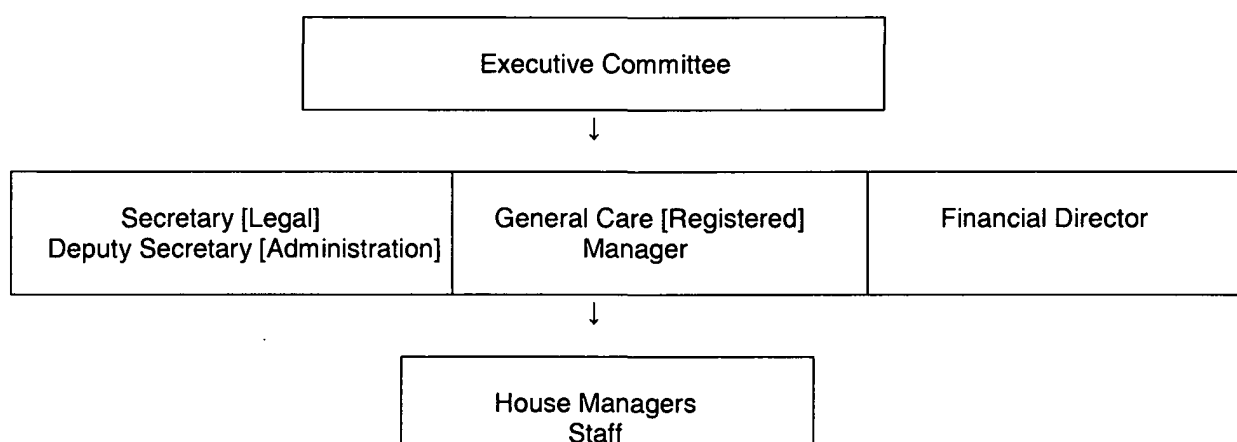 Executive Committee
↓
Secretary [Legal]
Deputy Secretary [Administration]
General Care [Registered]
Manager
Financial Director
↓
House Managers
Staff